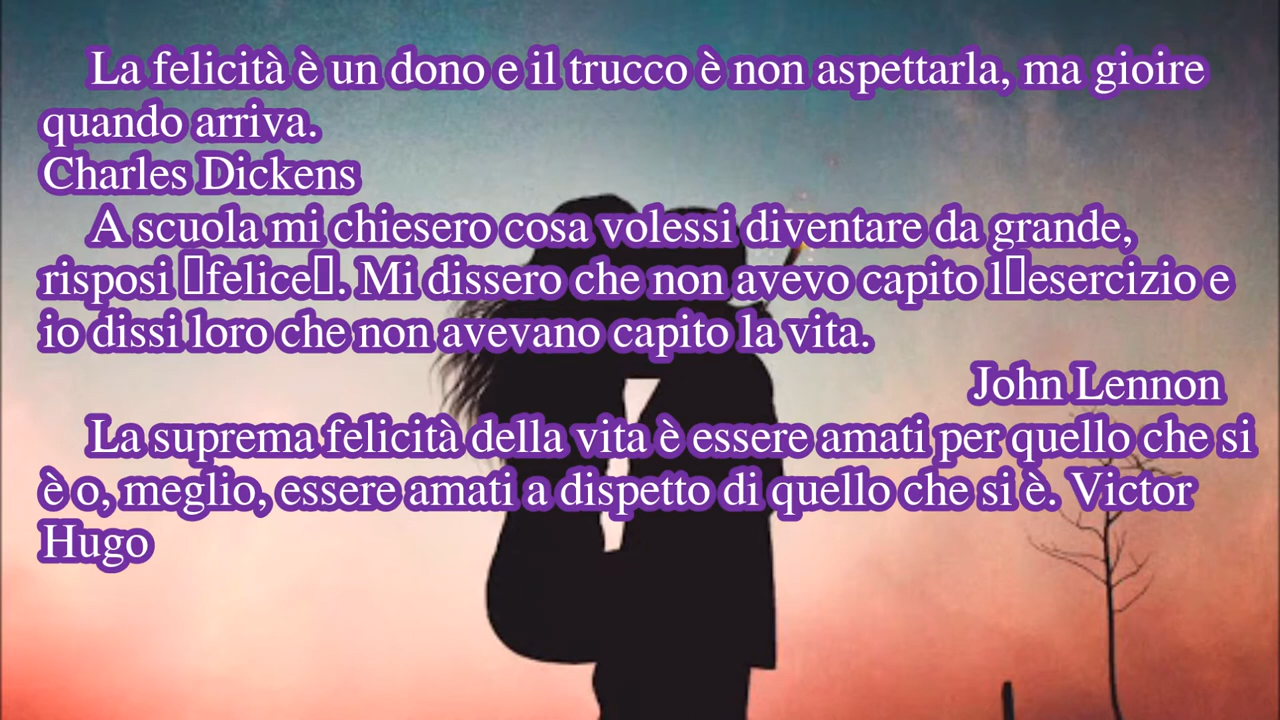 La felicità è un dono e il trucco è non aspettarla, ma gioire
quando arriva.
Charles Dickens
A scuola mi chiesero cosa volessi diventare da grande,
risposi ▯felice▯. Mi dissero che non avevo capito l▯esercizio e
io dissi loro che non avevano capito la vita.
John Lennon
La suprema felicità della vita è essere amati per quello che si
è o, meglio, essere amati a dispetto di quello che si è. Victor
Hugo